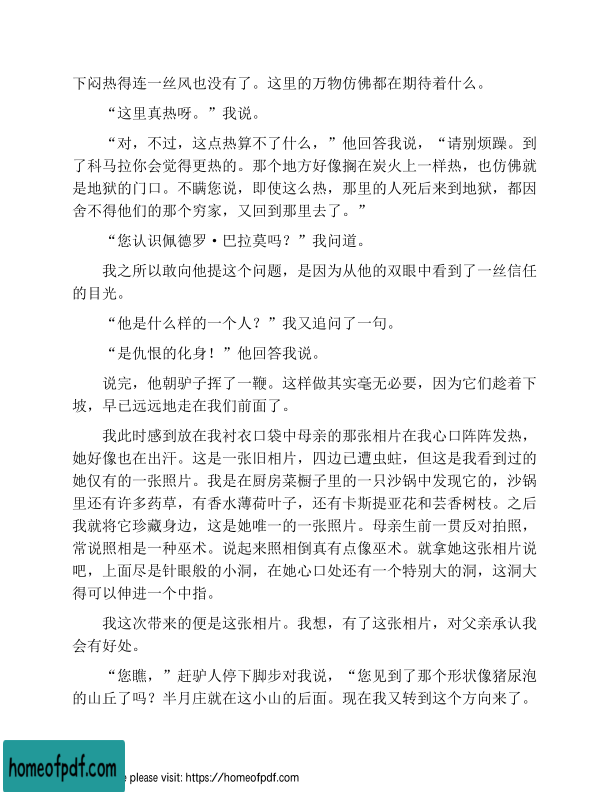 下闷热得连一丝风也没有了。这里的万物仿佛都在期待着什么。
“这里真热呀。”我说。
“对，不过，这点热算不了什么，”他回答我说，“请别烦躁。到
了科马拉你会觉得更热的。那个地方好像搁在炭火上一样热，也仿佛就
是地狱的门口。不瞒您说，即使这么热，那里的人死后来到地狱，都因
舍不得他们的那个穷家，又回到那里去了。”
“您认识佩德罗·巴拉莫吗？”我问道。
我之所以敢向他提这个问题，是因为从他的双眼中看到了一丝信任
的目光。
“他是什么样的一个人？”我又追问了一句。
“是仇恨的化身！”他回答我说。
说完，他朝驴子挥了一鞭。这样做其实毫无必要，因为它们趁着下
坡，早已远远地走在我们前面了。
我此时感到放在我衬衣口袋中母亲的那张相片在我心口阵阵发热，
她好像也在出汗。这是一张旧相片，四边已遭虫蛀，但这是我看到过的
她仅有的一张照片。我是在厨房菜橱子里的一只沙锅中发现它的，沙锅
里还有许多药草，有香水薄荷叶子，还有卡斯提亚花和芸香树枝。之后
我就将它珍藏身边，这是她唯一的一张照片。母亲生前一贯反对拍照，
常说照相是一种巫术。说起来照相倒真有点像巫术。就拿她这张相片说
吧，上面尽是针眼般的小洞，在她心口处还有一个特别大的洞，这洞大
得可以伸进一个中指。
我这次带来的便是这张相片。我想，有了这张相片，对父亲承认我
会有好处。
“您瞧，”赶驴人停下脚步对我说，“您见到了那个形状像猪尿泡
的山丘了吗？半月庄就在这小山的后面。现在我又转到这个方向来了。
homeofpdf.com
e please visit: https://homeofpdf.com